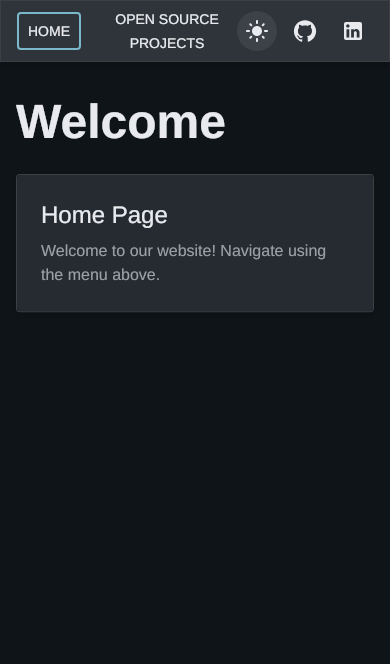 HOME
OPEN SOURCE
PROJECTS
Welcome
Home Page
Welcome to our website! Navigate using
the menu above.